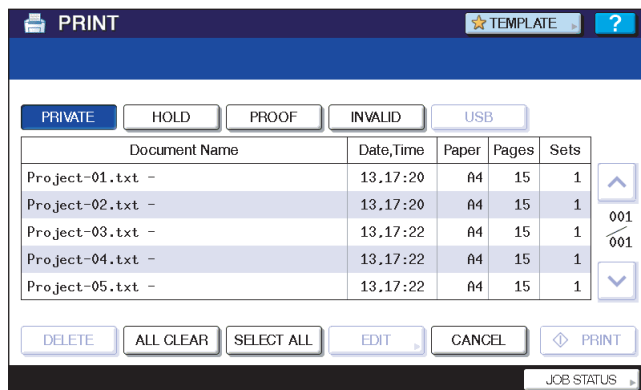 PRINT TEMPLATE ?
PRIVATE HOLD PROOF INVALID USB
Document Name Date,Time Paper Pages Sets
Project-01.txt - 13,17:20 A4 15 1
Project-02.txt - 13,17:20 A4 15 1
Project-03.txt - 13,17:22 A4 15 1
Project-04.txt - 13,17:22 A4 15 1
Project-05.txt - 13,17:22 A4 15 1
001
001
DELETE ALL CLEAR SELECT ALL EDIT CANCEL PRINT
JOB STATUS